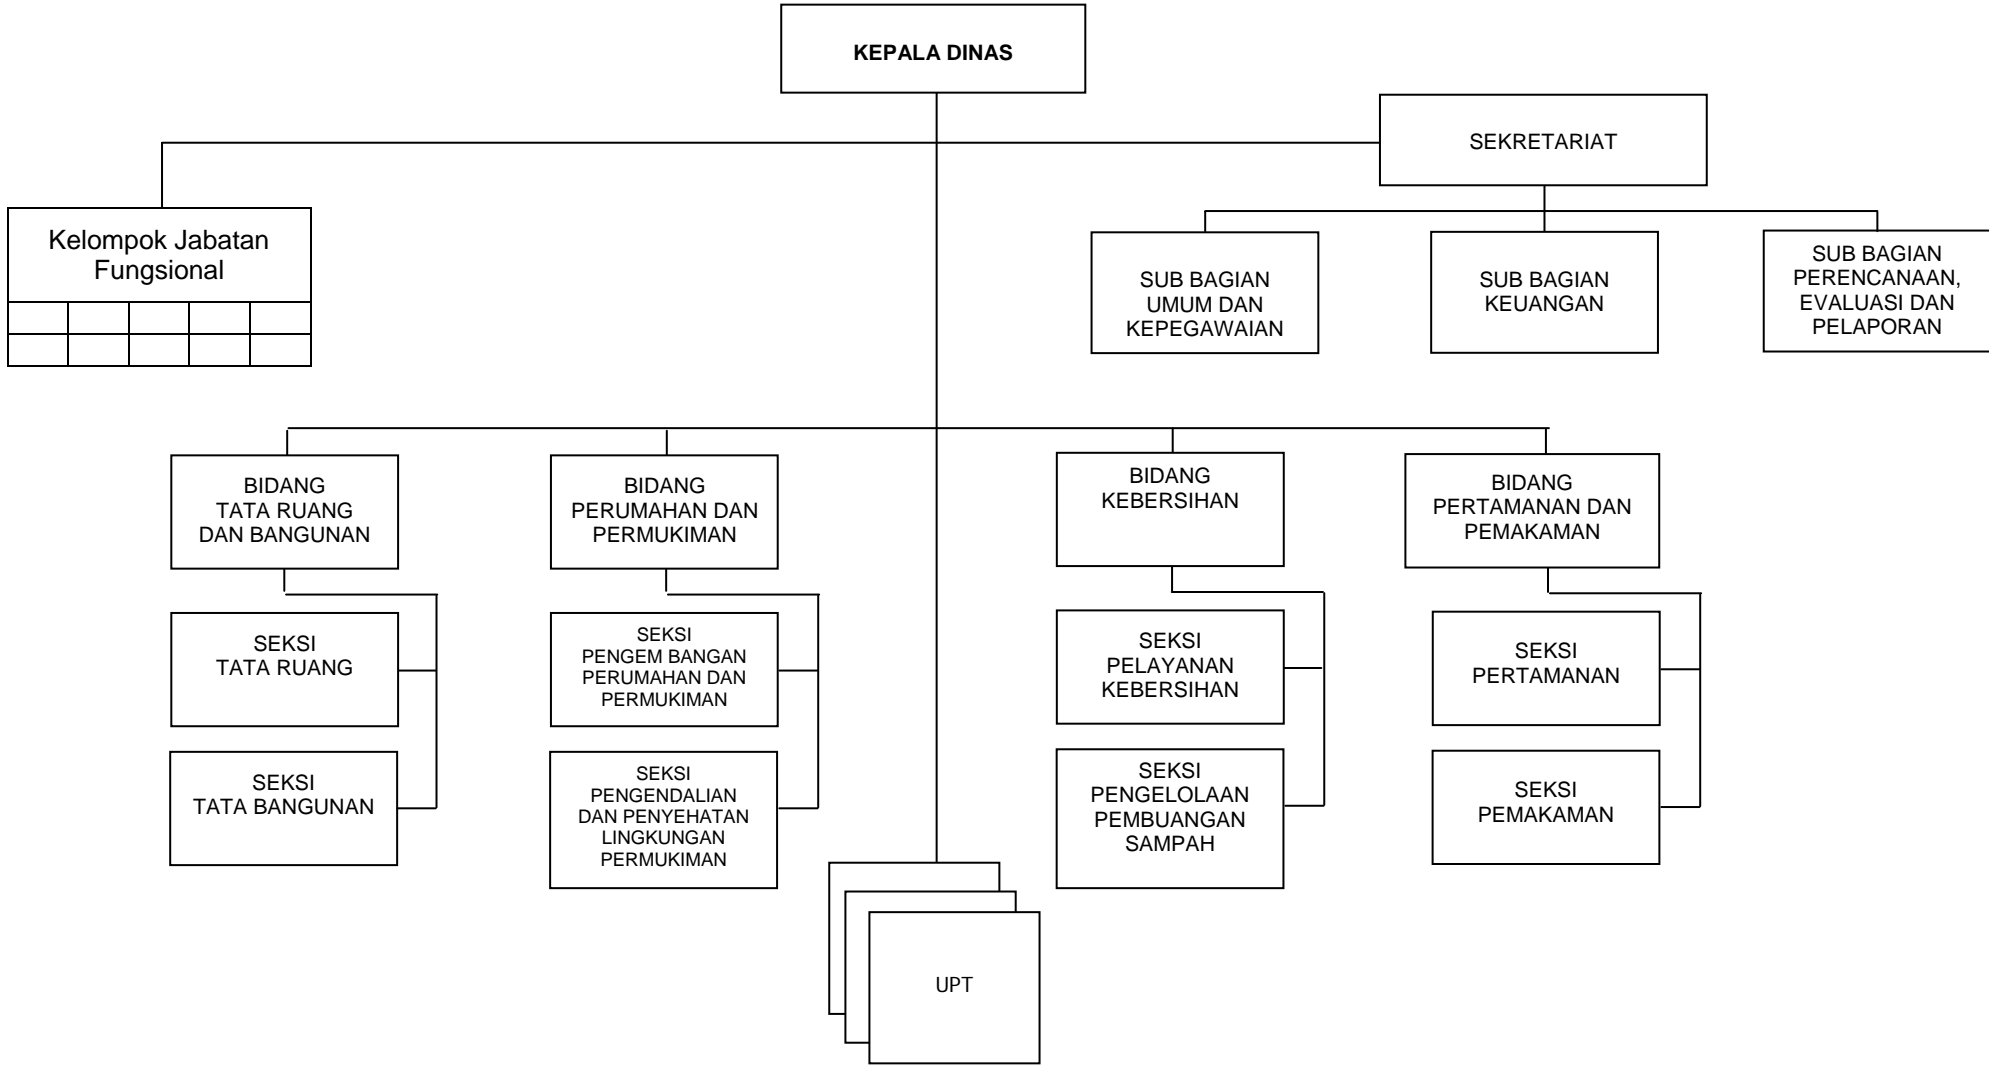 KEPALA DINAS
SEKRETARIAT
Kelompok Jabatan
Fungsional
SUB BAGIAN
UMUM DAN
KEPEGAWAIAN
SUB BAGIAN
KEUANGAN
SUB BAGIAN
PERENCANAAN,
EVALUASI DAN
PELAPORAN
BIDANG
TATA RUANG
DAN BANGUNAN
BIDANG
PERUMAHAN DAN
PERMUKIMAN
BIDANG
KEBERSIHAN
BIDANG
PERTAMANAN DAN
PEMAKAMAN
SEKSI
TATA RUANG
SEKSI
PENGEM BANGAN
PERUMAHAN DAN
PERMUKIMAN
SEKSI
PELAYANAN
KEBERSIHAN
SEKSI
PERTAMANAN
SEKSI
TATA BANGUNAN
SEKSI
PENGENDALIAN
DAN PENYEHATAN
LINGKUNGAN
PERMUKIMAN
SEKSI
PENGELOLAAN
PEMBUANGAN
SAMPAH
SEKSI
PEMAKAMAN
UPT